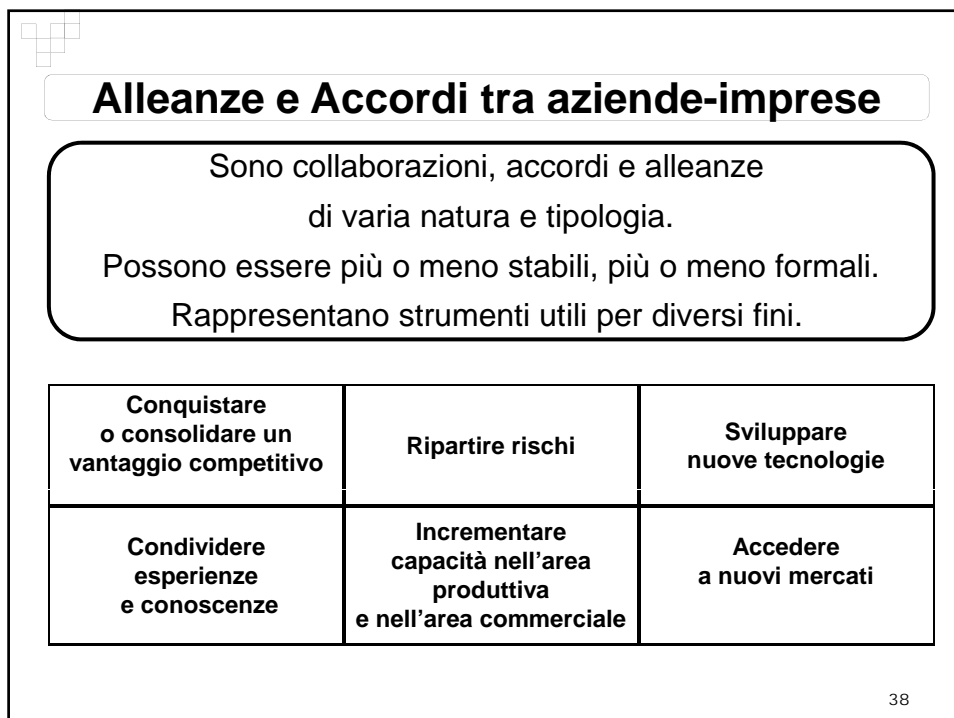 Alleanze e Accordi tra aziende-imprese
Sono collaborazioni, accordi e alleanze
di varia natura e tipologia.
Possono essere più o meno stabili, più o meno formali.
Rappresentano strumenti utili per diversi fini.
Conquistare
o consolidare un
vantaggio competitivo
Ripartire rischi
Sviluppare
nuove tecnologie
Condividere
esperienze
e conoscenze
Incrementare
capacità nell’area
produttiva
e nell’area commerciale
Accedere
a nuovi mercati
38